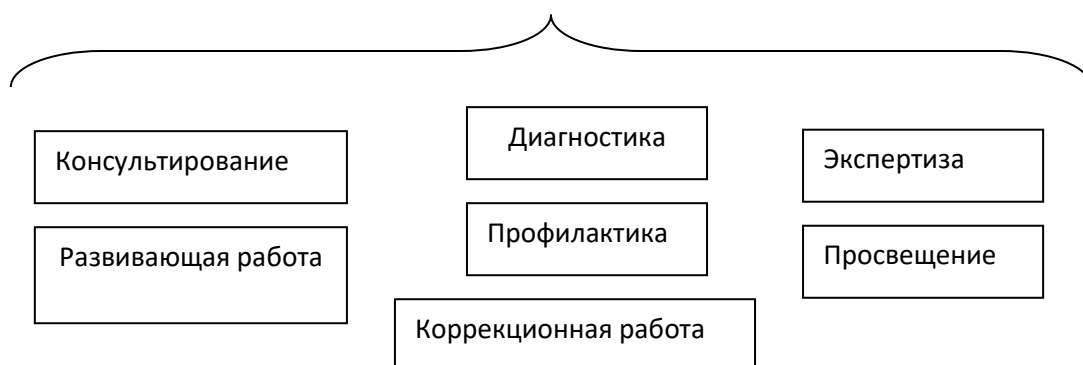 Консультирование
Диагностика
Экспертиза
Развивающая работа
Профилактика
Просвещение
Коррекционная работа